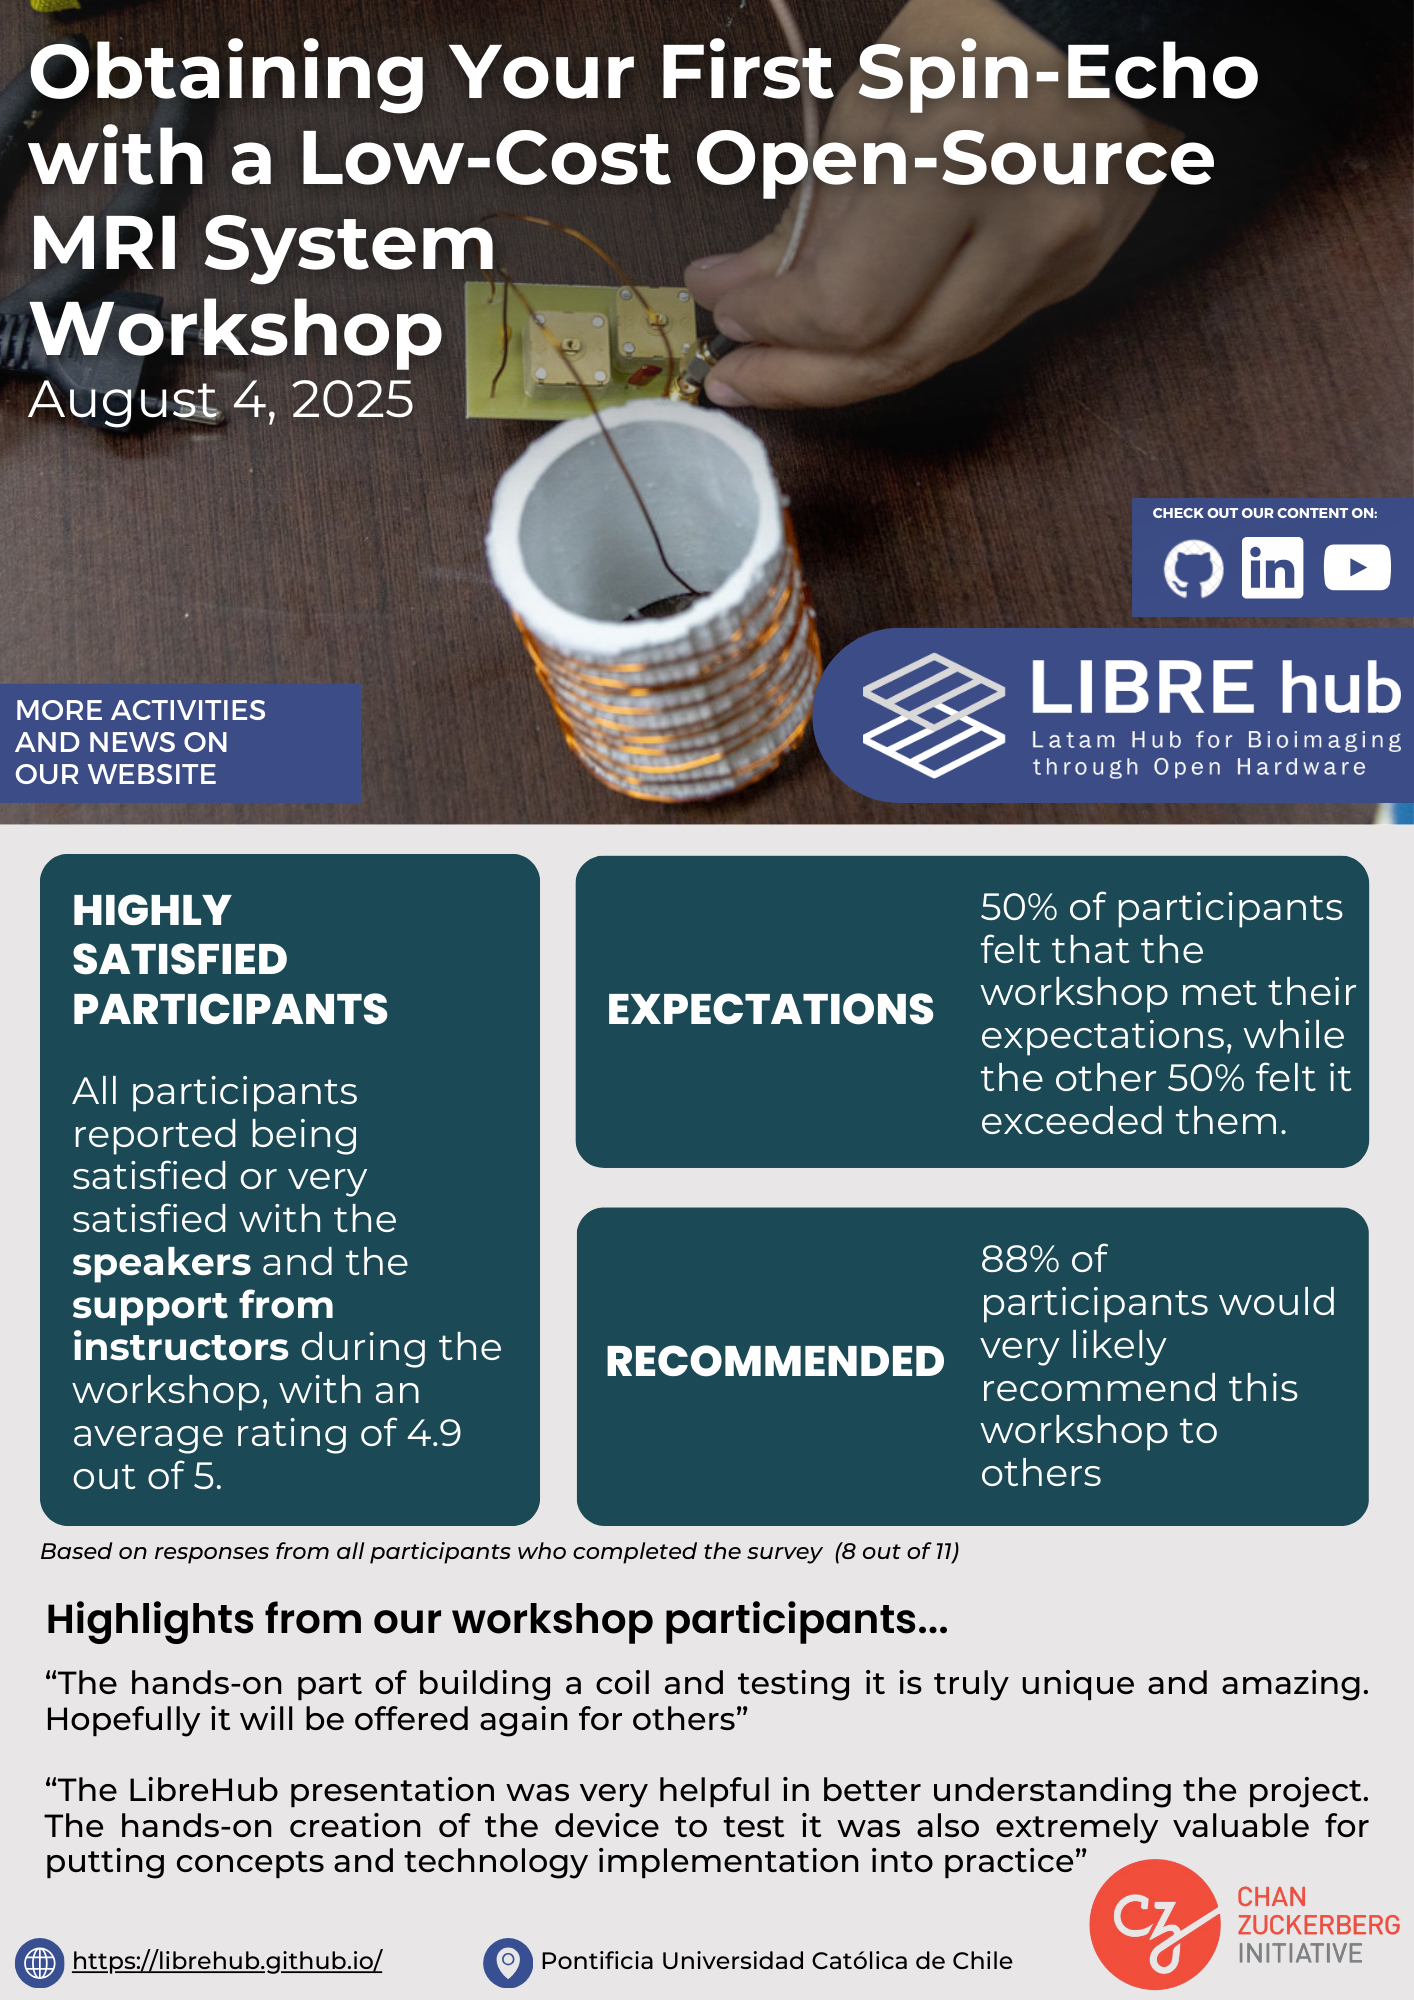 Obtaining Your First Spin-Echo
with a Low-Cost Open-Source
MRI System
Workshop
August 4, 2025
CHECK OUT OUR CONTENT ON:
in
LIBRE hub
Latam Hub for Bioimaging
through Open Hardware
MORE ACTIVITIES
AND NEWS ON
OUR WEBSITE
HIGHLY
SATISFIED
PARTICIPANTS
All participants
reported being
satisfied or very
satisfied with the
speakers and the
support from
instructors during the
workshop, with an
average rating of 4.9
out of 5.
EXPECTATIONS
50% of participants
felt that the
workshop met their
expectations, while
the other 50% felt it
exceeded them.
RECOMMENDED
88% of
participants would
very likely
recommend this
workshop to
others
Based on responses from all participants who completed the survey (8 out of 11)
Highlights from our workshop participants...
“The hands-on part of building a coil and testing it is truly unique and amazing.
Hopefully it will be offered again for others”
“The LibreHub presentation was very helpful in better understanding the project.
The hands-on creation of the device to test it was also extremely valuable for
putting concepts and technology implementation into practice”
https://librehub.github.io/
Pontificia Universidad Católica de Chile
cz
CHAN
ZUCKERBERG
INITIATIVE